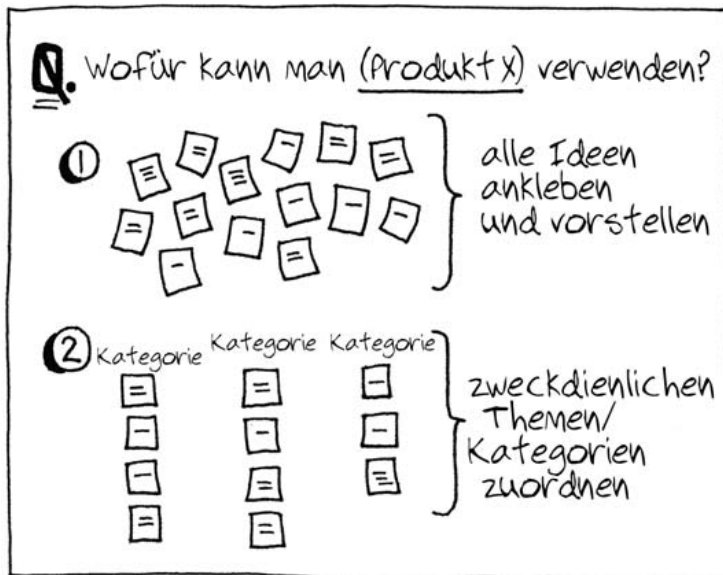 Q. Wofür kann man (Produkt X) verwenden?
1
alle Ideen
ankleben
und vorstellen
2
Kategorie Kategorie Kategorie
zweckdienlichen
Themen/
Kategorien
zuordnen